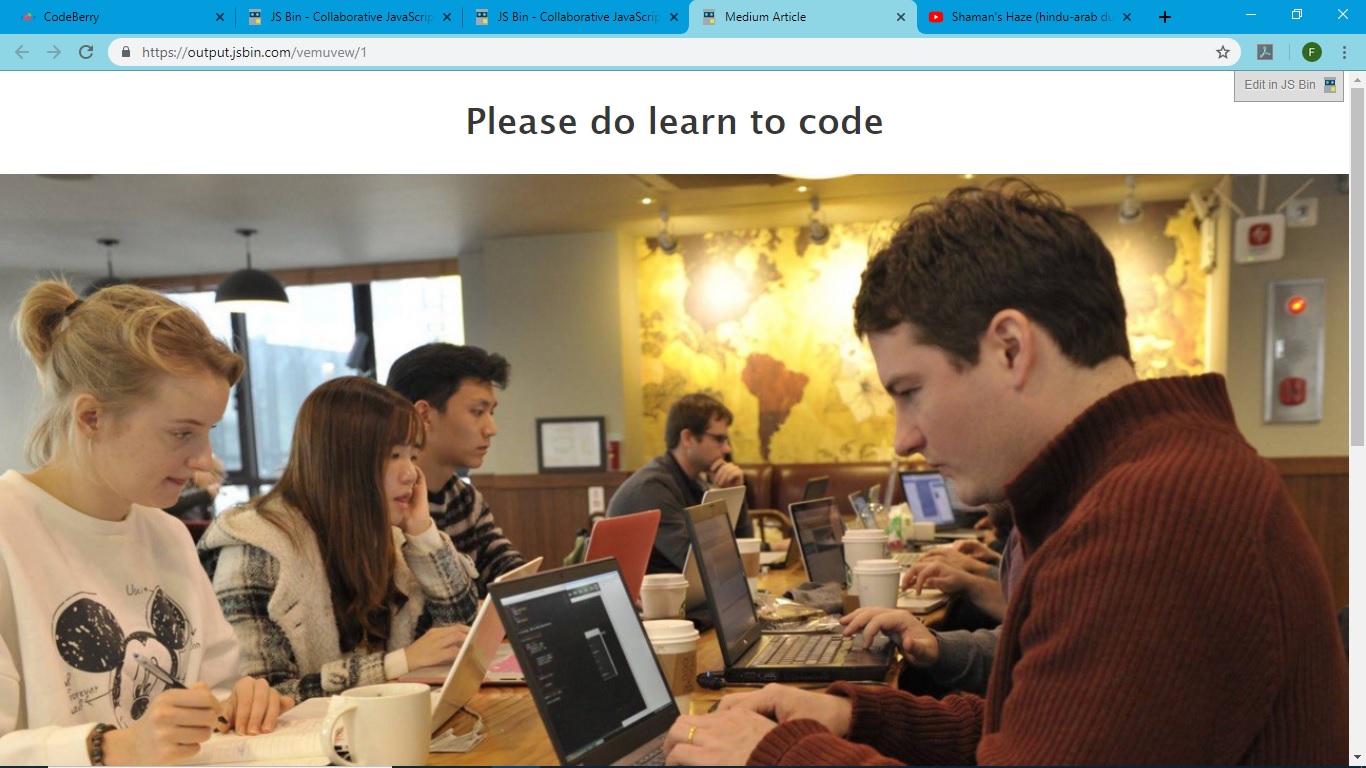 CodeBerry
JS Bin - Collaborative JavaScrip
JS Bin - Collaborative JavaScrip
Medium Article
Shaman's Haze (hindu-arab du
https://output.jsbin.com/vemuvew/1
F
Edit in JS Bin
Please do learn to code
forever